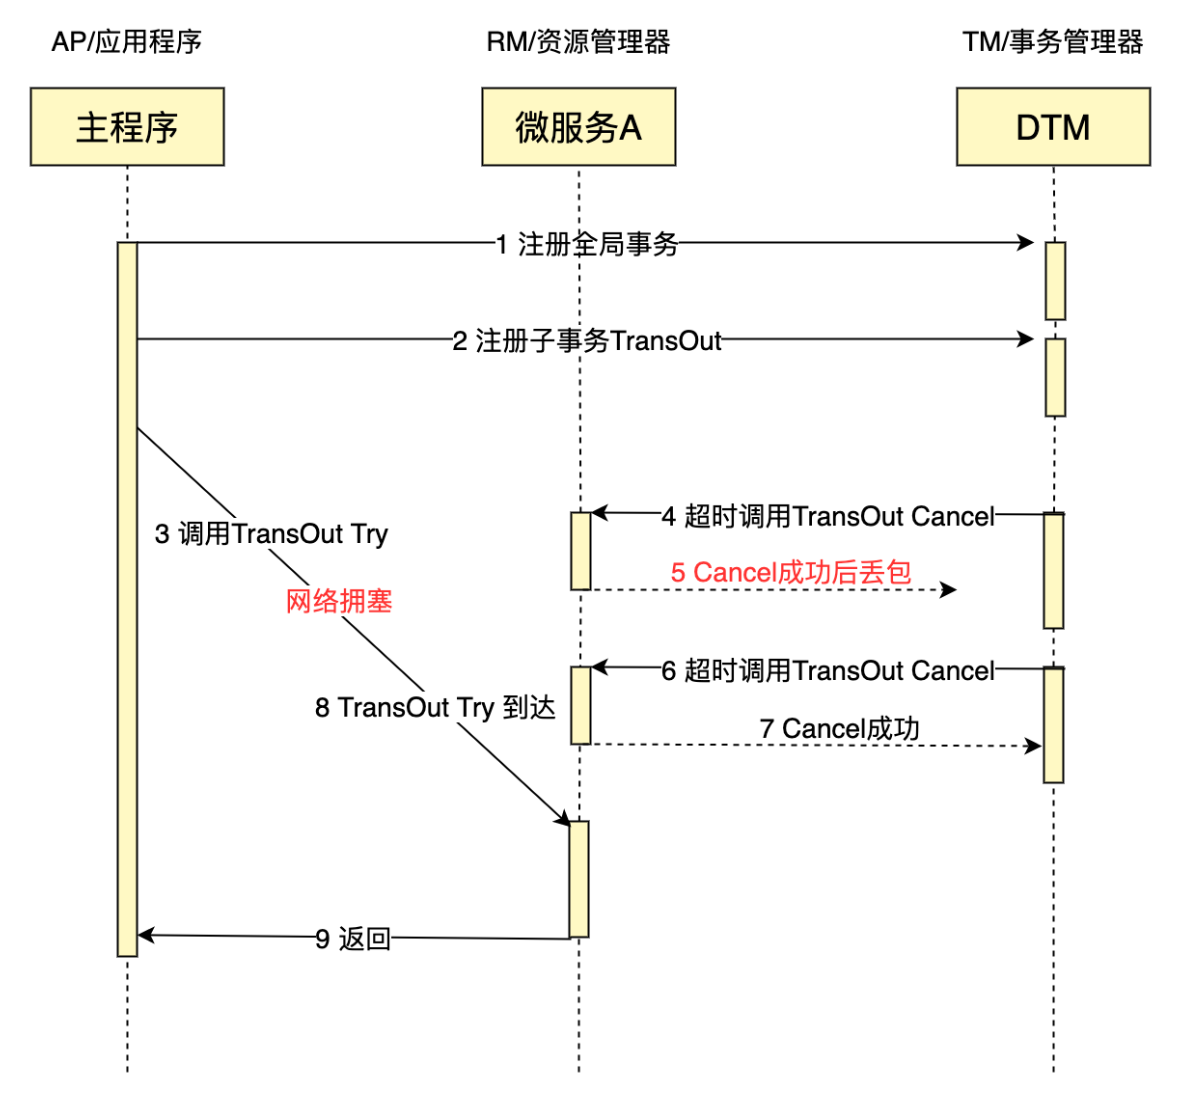 AP/应用程序
RM/资源管理器
TM/事务管理器
主程序
微服务A
DTM
1 注册全局事务
2 注册子事务TransOut
4 超时调用TransOut Cancel
3 调用TransOut Try
5 Cancel成功后丢包
网络拥塞
6 超时调用TransOut Cancel
8 TransOut Try 到达
7 Cancel成功
9 返回